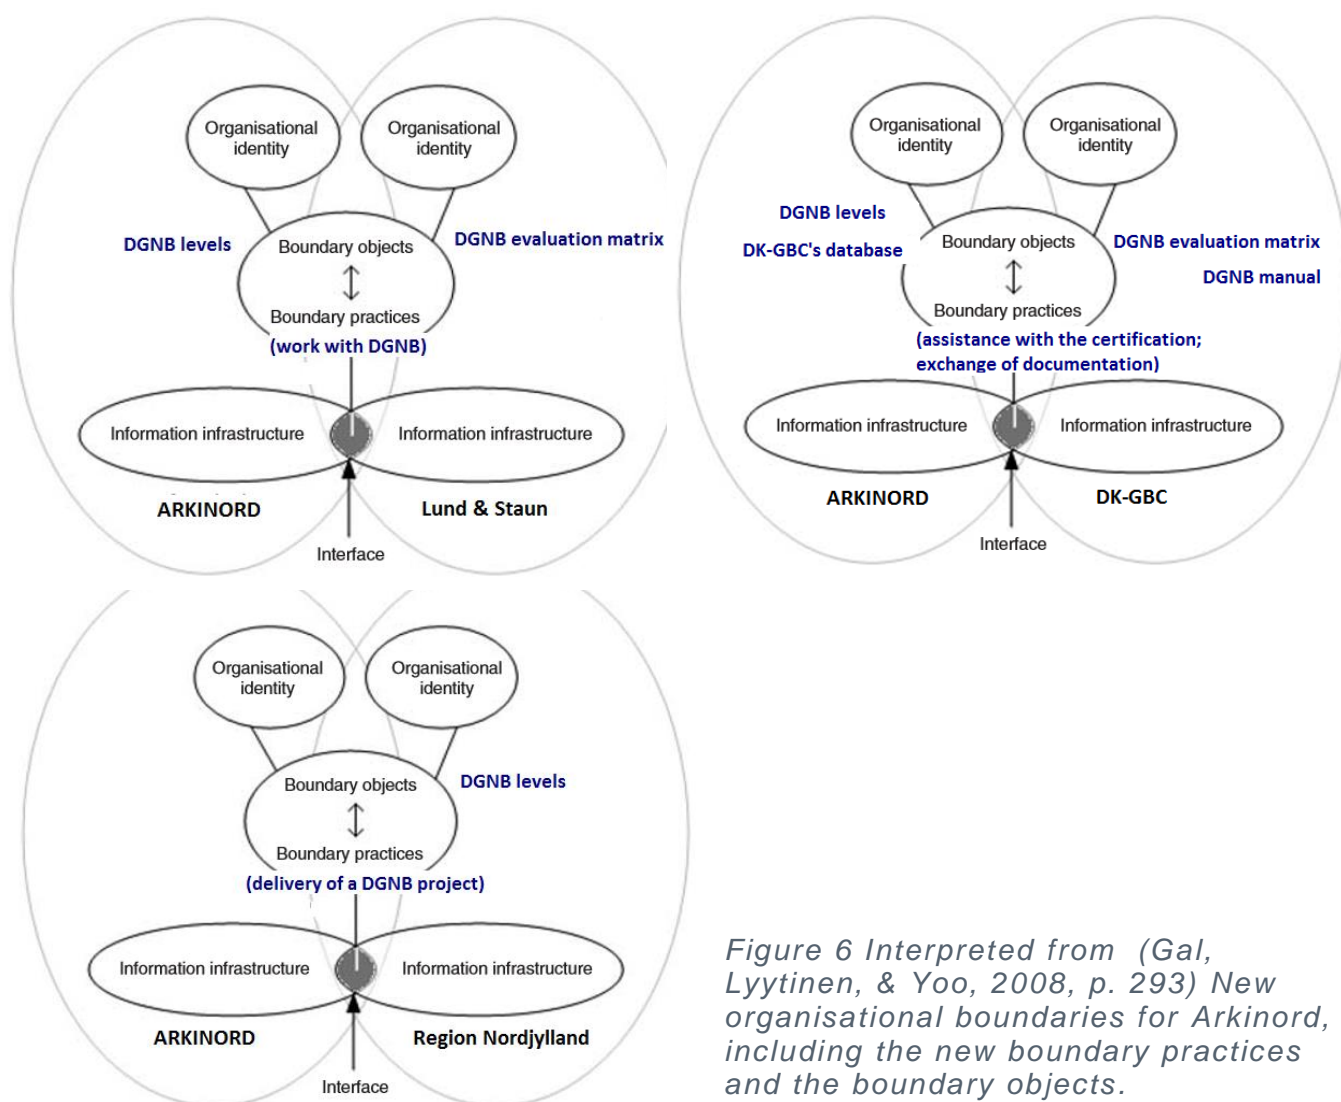 Organisational
identity
Organisational
identity
DGNB levels
Boundary objects
DGNB evaluation matrix
Boundary practices
(work with DGNB)
Information infrastructure
Information infrastructure
ARKINORD
Lund & Staun
Interface
Organisational
identity
Organisational
identity
DGNB levels
DK-GBC's database
Boundary objects
DGNB evaluation matrix
DGNB manual
Boundary practices
(assistance with the certification;
exchange of documentation)
Information infrastructure
Information infrastructure
ARKINORD
DK-GBC
Interface
Organisational
identity
Organisational
identity
Boundary objects
DGNB levels
Boundary practices
(delivery of a DGNB project)
Information infrastructure
Information infrastructure
ARKINORD
Region Nordjylland
Interface
Figure 6 Interpreted from (Gal,
Lyytinen, & Yoo, 2008, p. 293) New
organisational boundaries for Arkinord,
including the new boundary practices
and the boundary objects.